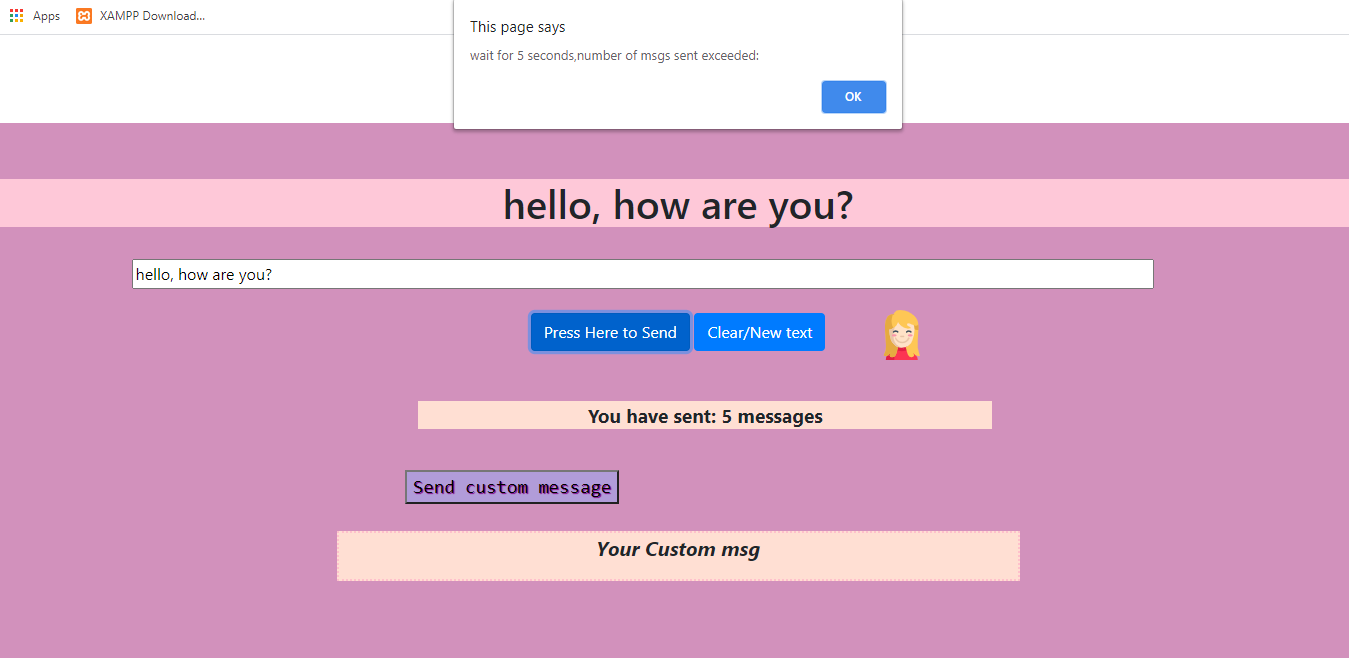 Apps XAMPP Download...
This page says
wait for 5 seconds,number of msgs sent exceeded:
OK
hello, how are you?
hello, how are you?
Press Here to Send Clear/New text
You have sent: 5 messages
Send custom message
Your Custom msg